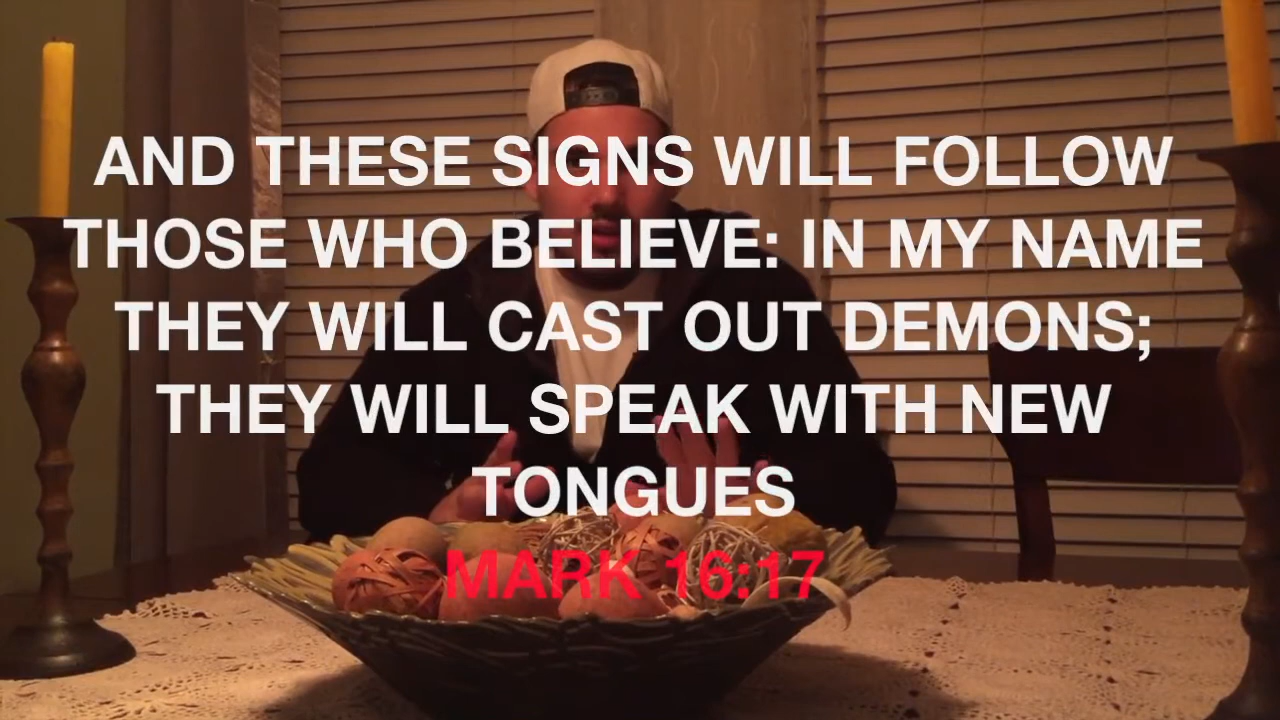 AND THESE SIGNS WILL FOLLOW
THOSE WHO BELIEVE: IN MY NAME
THEY WILL CAST OUT DEMONS;
THEY WILL SPEAK WITH NEW
TONGUES
MARK 16:17